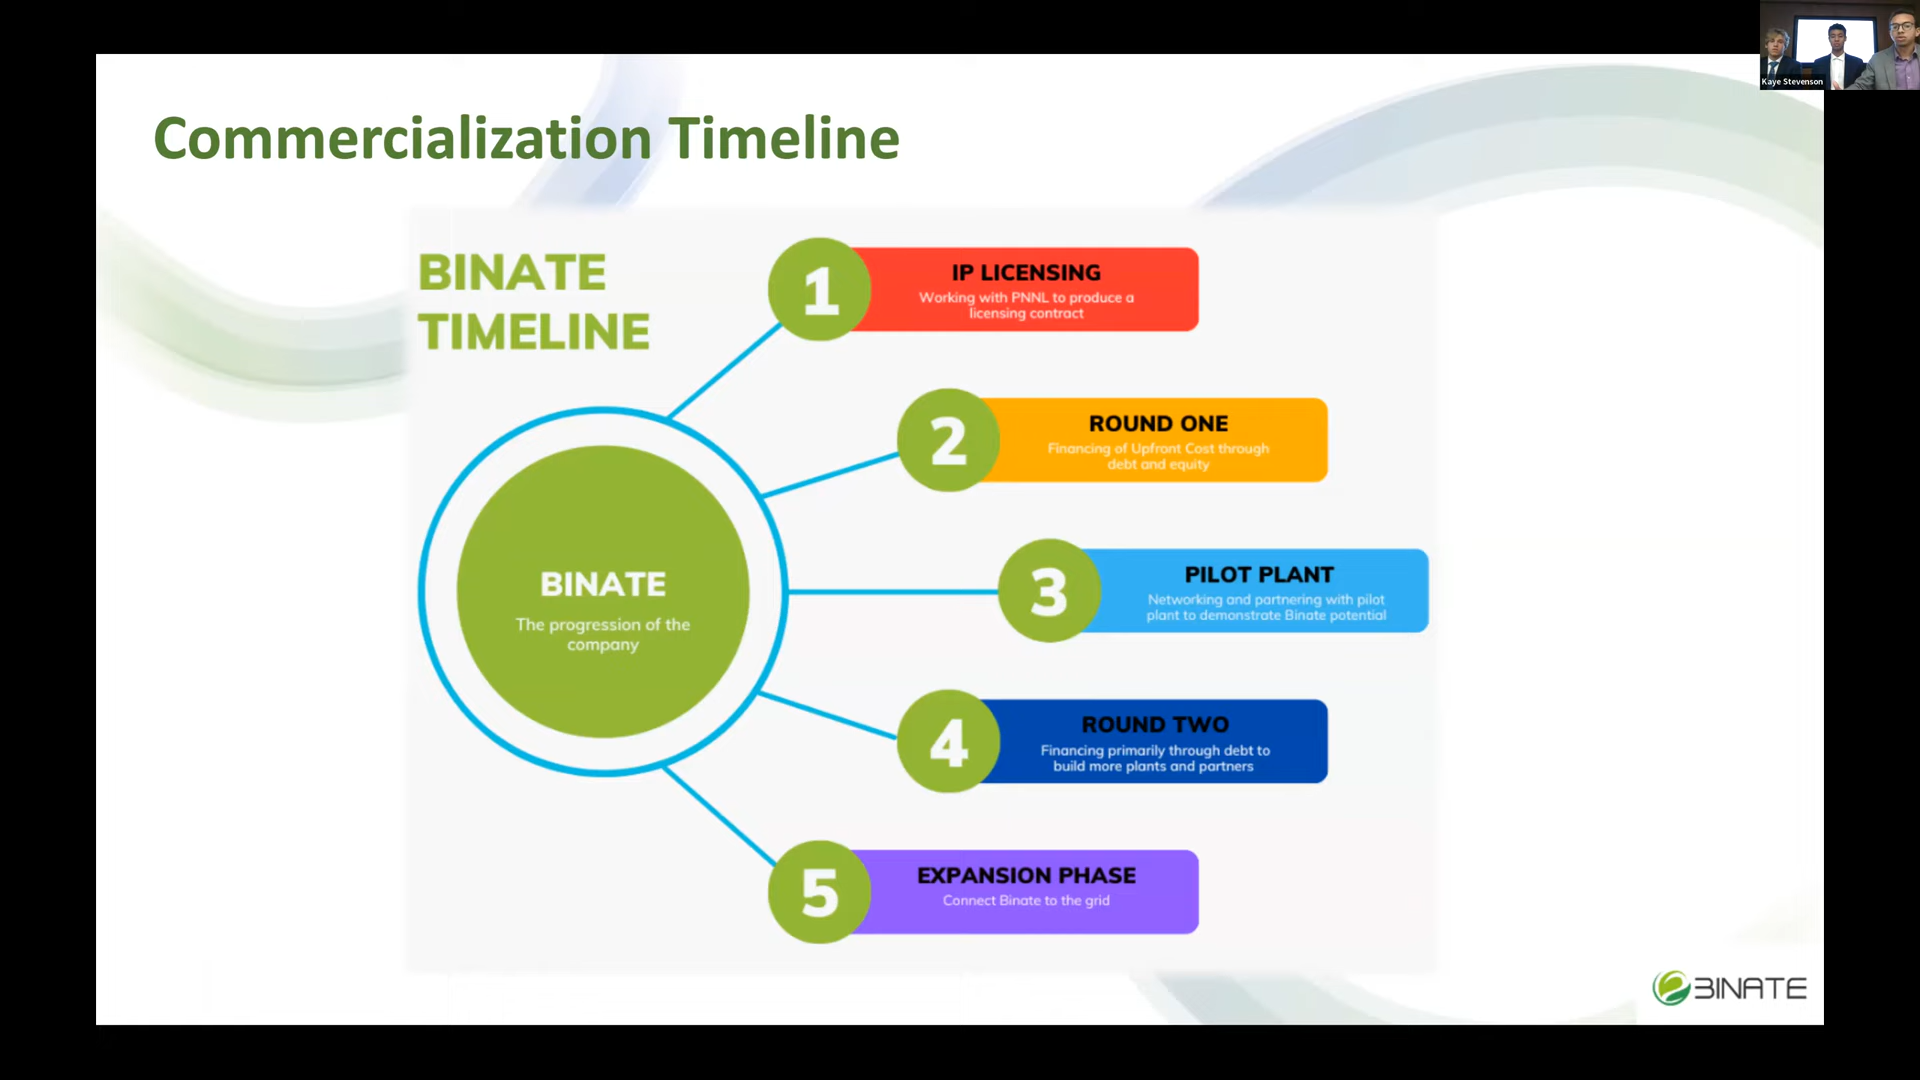 Kaye Stevenson
Commercialization Timeline
BINATE
TIMELINE
1
IP LICENSING
Working with PNNL to produce a
licensing contract
2
ROUND ONE
Financing of Upfront Cost through
debt and equity
BINATE
The progression of the
company
3
PILOT PLANT
Networking and partnering with pilot
plant to demonstrate Binate potential
4
ROUND TWO
Financing primarily through debt to
build more plants and partners
5
EXPANSION PHASE
Connect Binate to the grid
BINATE